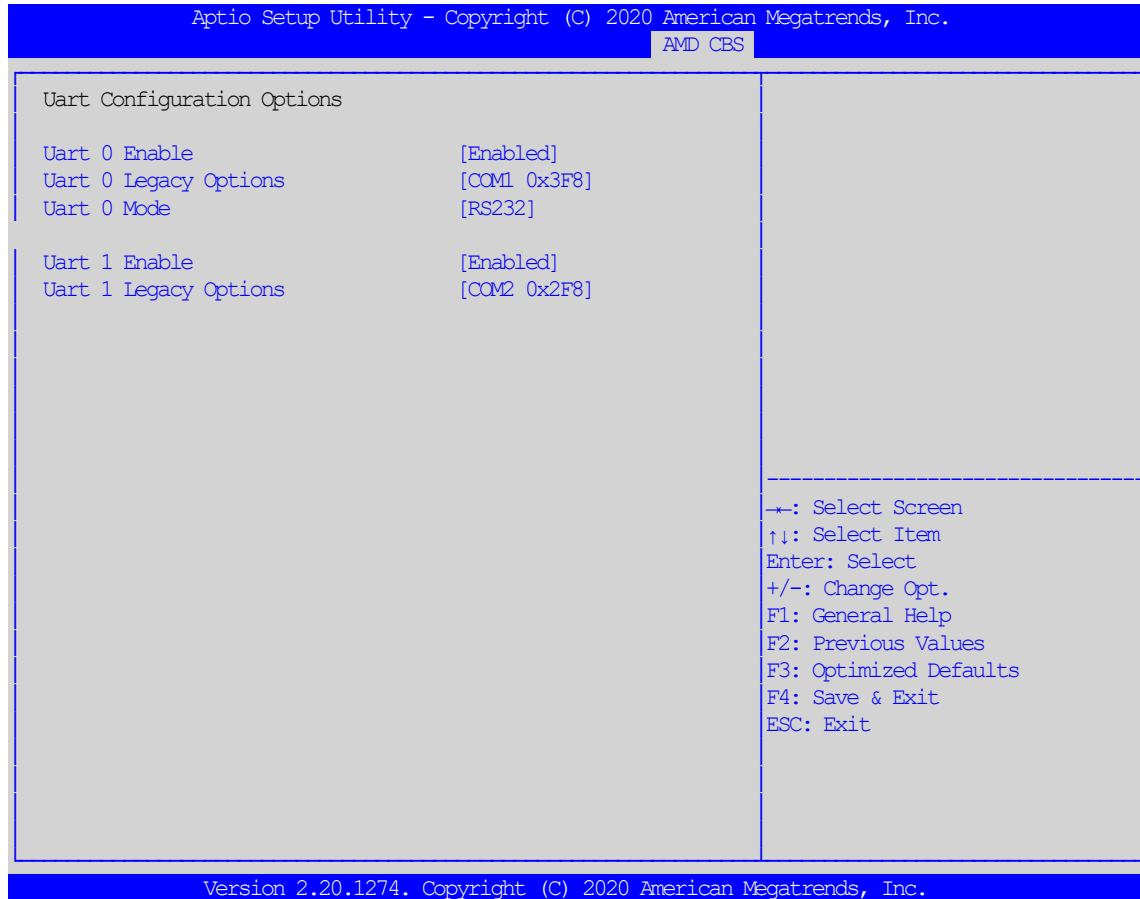 Aptio Setup Utility - Copyright (C) 2020 American Megatrends, Inc.
AMD CBS
Uart Configuration Options
Uart 0 Enable [Enabled]
Uart 0 Legacy Options [COM1 0x3F8]
Uart 0 Mode [RS232]
Uart 1 Enable [Enabled]
Uart 1 Legacy Options [COM2 0x2F8]
→←: Select Screen
↑↓: Select Item
Enter: Select
+/-: Change Opt.
F1: General Help
F2: Previous Values
F3: Optimized Defaults
F4: Save & Exit
ESC: Exit
Version 2.20.1274. Copyright (C) 2020 American Megatrends, Inc.